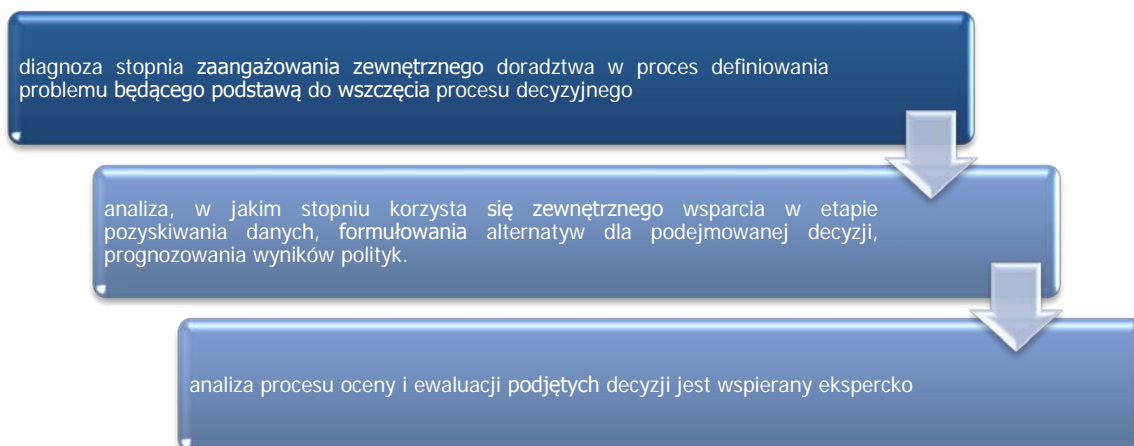 diagnoza stopnia zaangażowania zewnętrznego doradztwa w proces definiowania
problemu będącego podstawą do wszczęcia procesu decyzyjnego
analiza, w jakim stopniu korzysta się zewnętrznego wsparcia w etapie
pozyskiwania danych, formułowania alternatyw dla podejmowanej decyzji,
prognozowania wyników polityk.
analiza procesu oceny i ewaluacji podjętych decyzji jest wspierany ekspercko